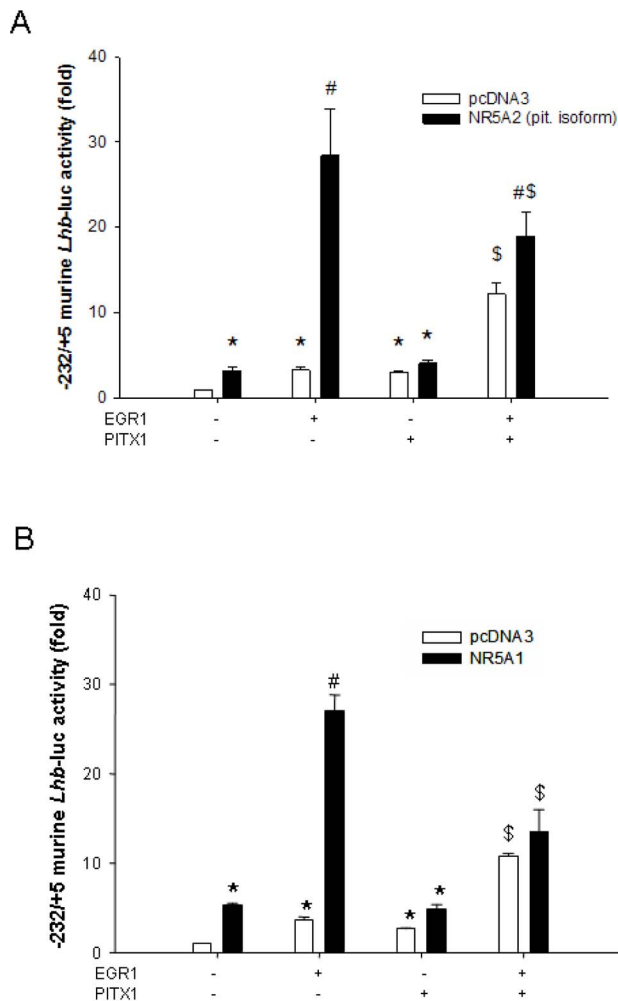 A
-232/+5 murine Lhb-luc activity (fold)
40
30
20
10
0
pcDNA3
NR5A2 (pit. isoform)
*
*
#
*
*
$
#$
EGR1 - + - +
PITX1 - - + +
B
-232/+5 murine Lhb-luc activity (fold)
40
30
20
10
0
pcDNA3
NR5A1
*
*
#
*
*
$
$
EGR1 - + - +
PITX1 - - + +